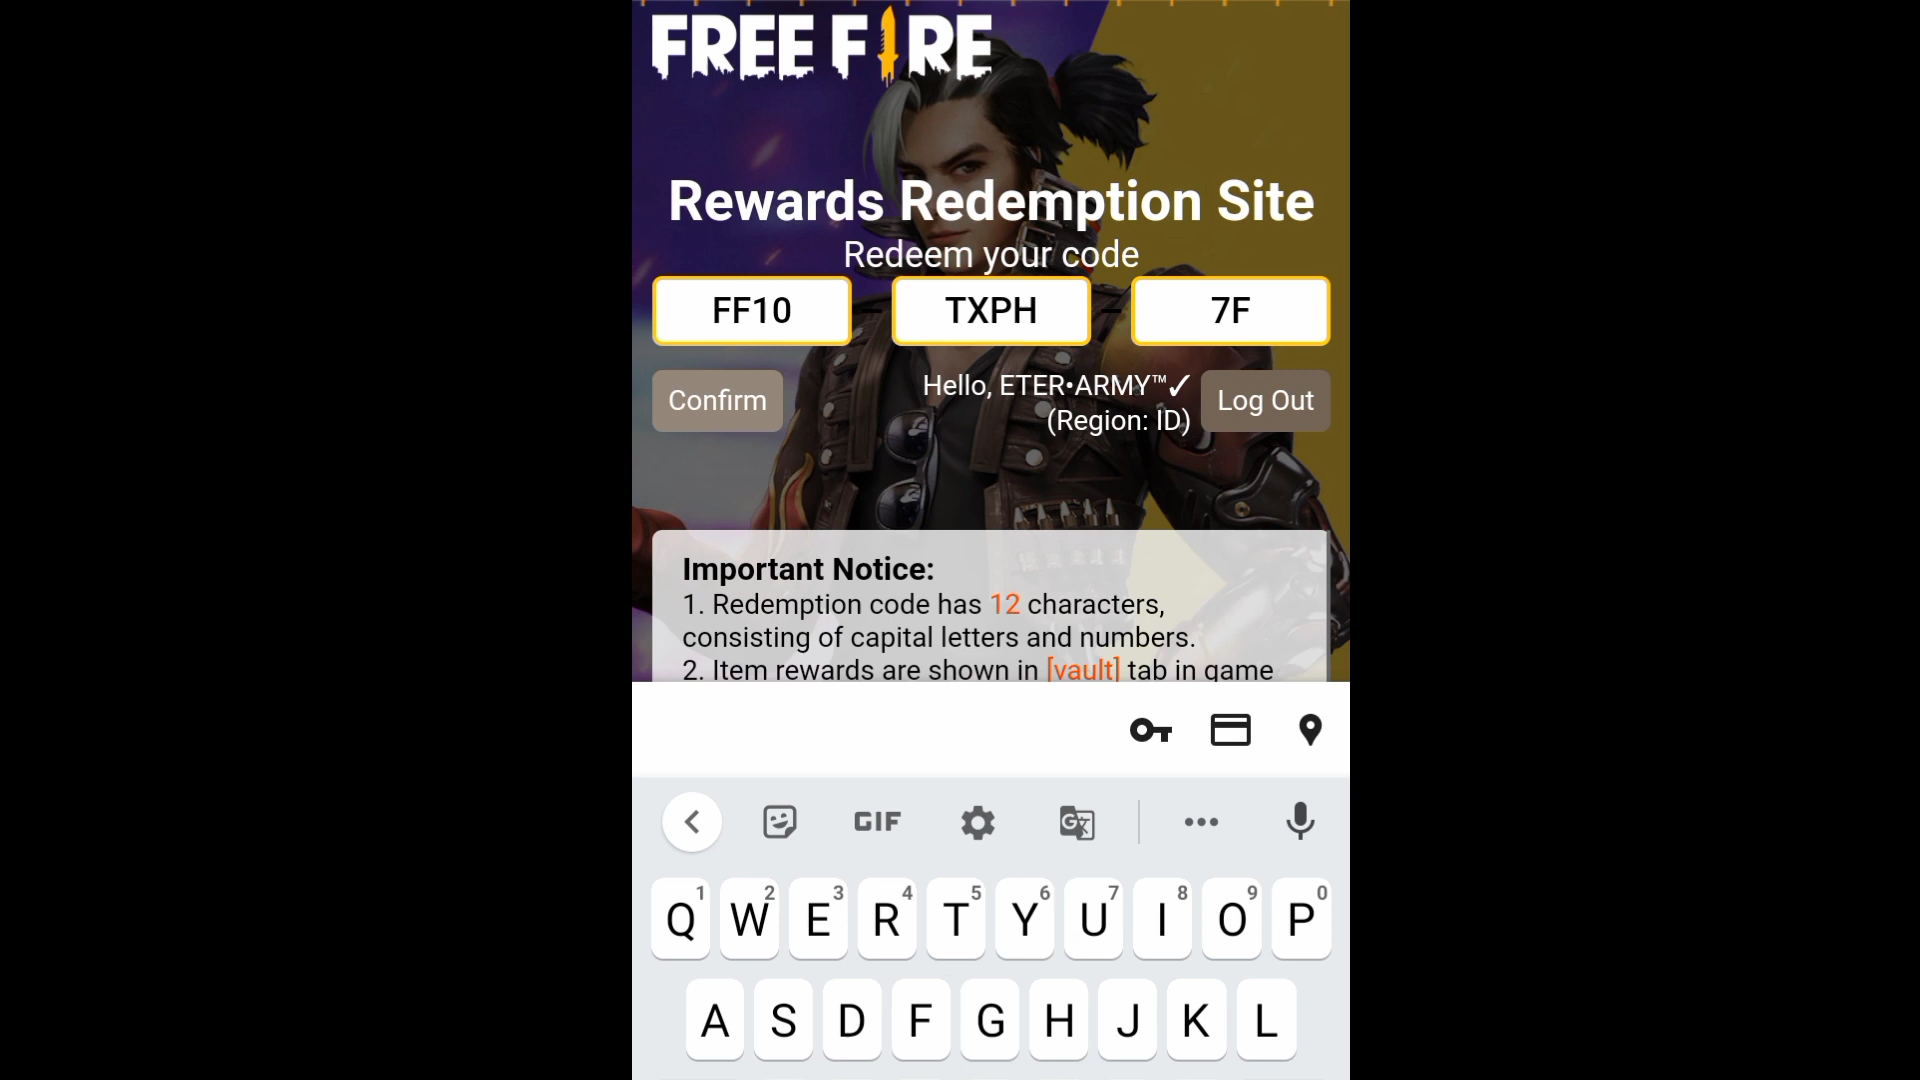 FREE FIRE
Rewards Redemption Site
Redeem your code
FF10 - TXPH - 7F
Confirm
Hello, ETER•ARMY™✓
(Region: ID)
Log Out
Important Notice:
1. Redemption code has 12 characters,
consisting of capital letters and numbers.
2. Item rewards are shown in [vault] tab in game
GIF
G
1 2 3 4 5 6 7 8 9 0
Q W E R T Y U I O P
A S D F G H J K L